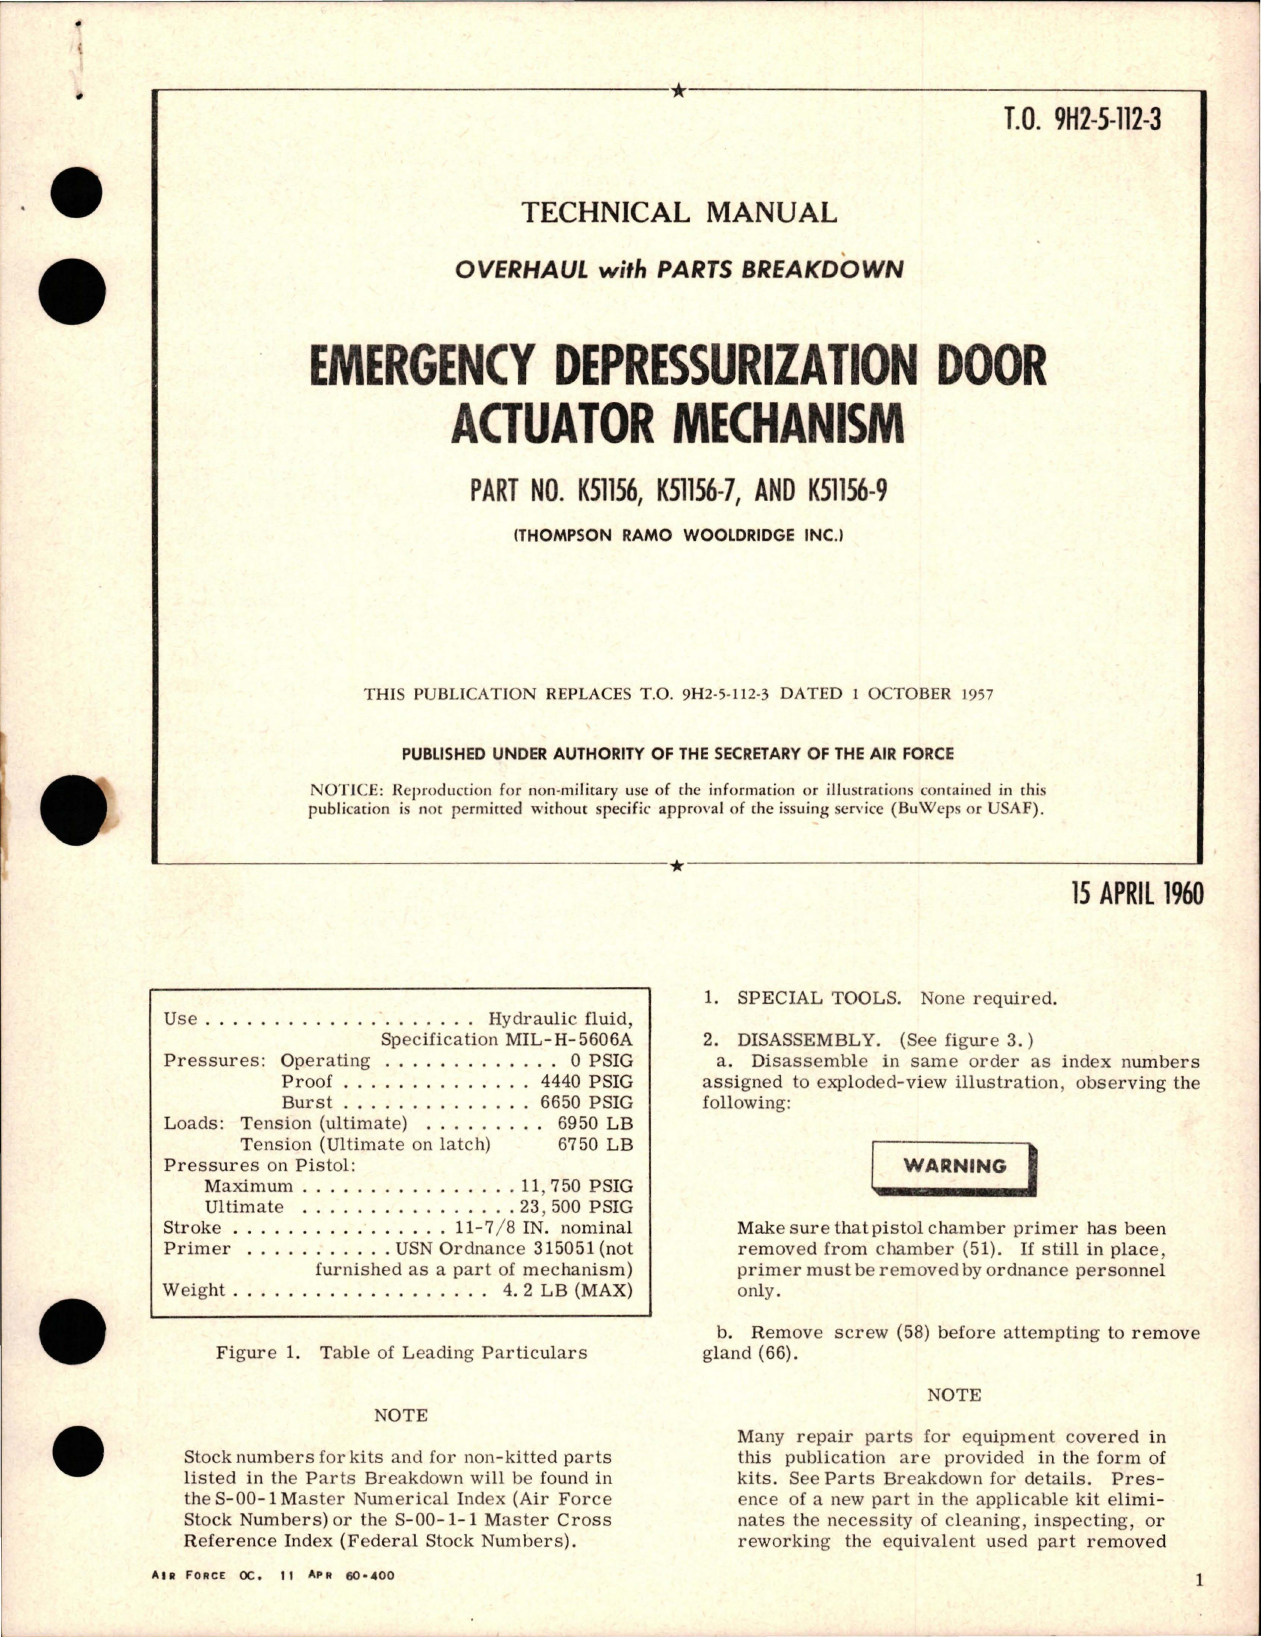 T.O. 9H2-5-112-3
TECHNICAL MANUAL
OVERHAUL with PARTS BREAKDOWN
EMERGENCY DEPRESSURIZATION DOOR
ACTUATOR MECHANISM
PART NO. K51156, K51156-7, AND K51156-9
(THOMPSON RAMO WOOLDRIDGE INC.)
THIS PUBLICATION REPLACES T.O. 9H2-5-112-3 DATED 1 OCTOBER 1957
PUBLISHED UNDER AUTHORITY OF THE SECRETARY OF THE AIR FORCE
NOTICE: Reproduction for non-military use of the information or illustrations contained in this
publication is not permitted without specific approval of the issuing service (BuWeps or USAF).
15 APRIL 1960
Use . . . . . . . . . . . . . . . . . . . . Hydraulic fluid,
Specification MIL-H-5606A
Pressures: Operating . . . . . . . . . . . . . 0 PSIG
Proof . . . . . . . . . . . . . . 4440 PSIG
Burst . . . . . . . . . . . . . . 6650 PSIG
Loads: Tension (ultimate) . . . . . . . . . 6950 LB
Tension (Ultimate on latch) 6750 LB
Pressures on Pistol:
Maximum . . . . . . . . . . . . . . . . 11,750 PSIG
Ultimate . . . . . . . . . . . . . . . . 23,500 PSIG
Stroke . . . . . . . . . . . . . . . . 11-7/8 IN. nominal
Primer . . . . . . . . . . . USN Ordnance 315051 (not
furnished as a part of mechanism)
Weight . . . . . . . . . . . . . . . . . . . 4.2 LB (MAX)
Figure 1. Table of Leading Particulars
NOTE
Stock numbers for kits and for non-kitted parts
listed in the Parts Breakdown will be found in
the S-00-1 Master Numerical Index (Air Force
Stock Numbers) or the S-00-1-1 Master Cross
Reference Index (Federal Stock Numbers).
1. SPECIAL TOOLS. None required.
2. DISASSEMBLY. (See figure 3.)
a. Disassemble in same order as index numbers
assigned to exploded-view illustration, observing the
following:
WARNING
Make sure that pistol chamber primer has been
removed from chamber (51). If still in place,
primer must be removed by ordnance personnel
only.
b. Remove screw (58) before attempting to remove
gland (66).
NOTE
Many repair parts for equipment covered in
this publication are provided in the form of
kits. See Parts Breakdown for details. Pres-
ence of a new part in the applicable kit elimi-
nates the necessity of cleaning, inspecting, or
reworking the equivalent used part removed
AIR FORCE OC. 11 APR 60-400
1